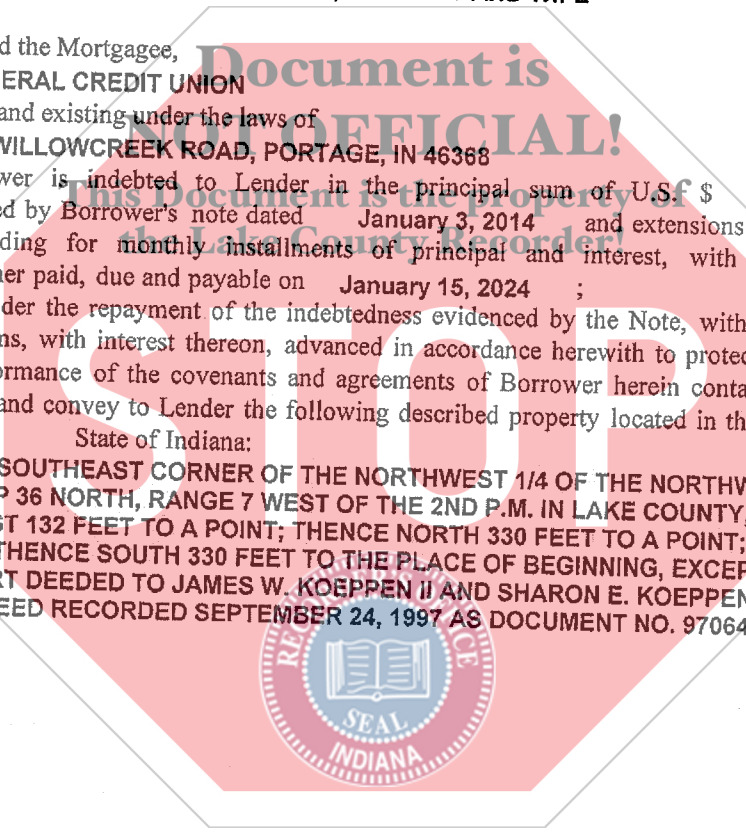 d the Mortgagee,
ERAL CREDIT UNION
and existing under the laws of
WILLOWCREEK ROAD, PORTAGE, IN 46368
wer is indebted to Lender in the principal sum of U.S. $
ed by Borrower's note dated January 3, 2014 and extensions
ding for monthly installments of principal and interest, with
her paid, due and payable on January 15, 2024 ;
der the repayment of the indebtedness evidenced by the Note, with
ns, with interest thereon, advanced in accordance herewith to protec
ormance of the covenants and agreements of Borrower herein conta
and convey to Lender the following described property located in th
State of Indiana:
SOUTHEAST CORNER OF THE NORTHWEST 1/4 OF THE NORTHW
P 36 NORTH, RANGE 7 WEST OF THE 2ND P.M. IN LAKE COUNTY,
ST 132 FEET TO A POINT; THENCE NORTH 330 FEET TO A POINT;
THENCE SOUTH 330 FEET TO THE PLACE OF BEGINNING, EXCEP
RT DEEDED TO JAMES W. KOEPPEN II AND SHARON E. KOEPPEN
EED RECORDED SEPTEMBER 24, 1997 AS DOCUMENT NO. 97064
Document is
NOT OFFICIAL!
This Document is the property of
the Lake County Recorder!
STOP
SEAL
INDIANA